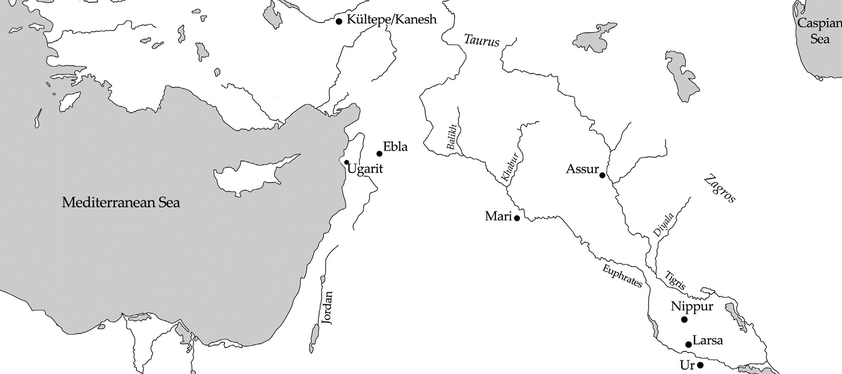 Kültepe/Kanesh
Taurus
Caspian
Sea
Balikh
Khabur
Ebla
Ugarit
Assur
Zagros
Mediterranean Sea
Mari
Diyala
Euphrates
Tigris
Jordan
Nippur
Larsa
Ur